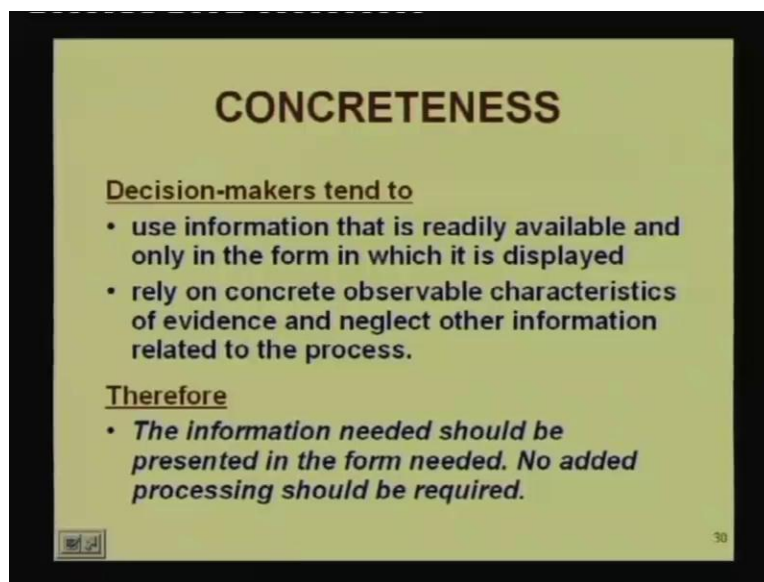 CONCRETENESS
Decision-makers tend to
• use information that is readily available and
only in the form in which it is displayed
• rely on concrete observable characteristics
of evidence and neglect other information
related to the process.
Therefore
• The information needed should be
presented in the form needed. No added
processing should be required.
30